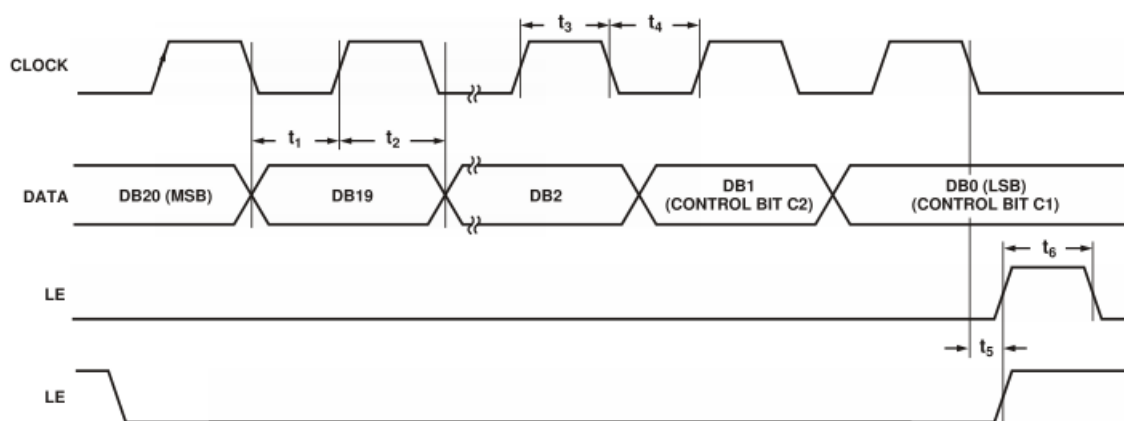 t3
t4
CLOCK
t1
t2
DATA
DB20 (MSB)
DB19
DB2
DB1
(CONTROL BIT C2)
DB0 (LSB)
(CONTROL BIT C1)
t6
LE
t5
LE